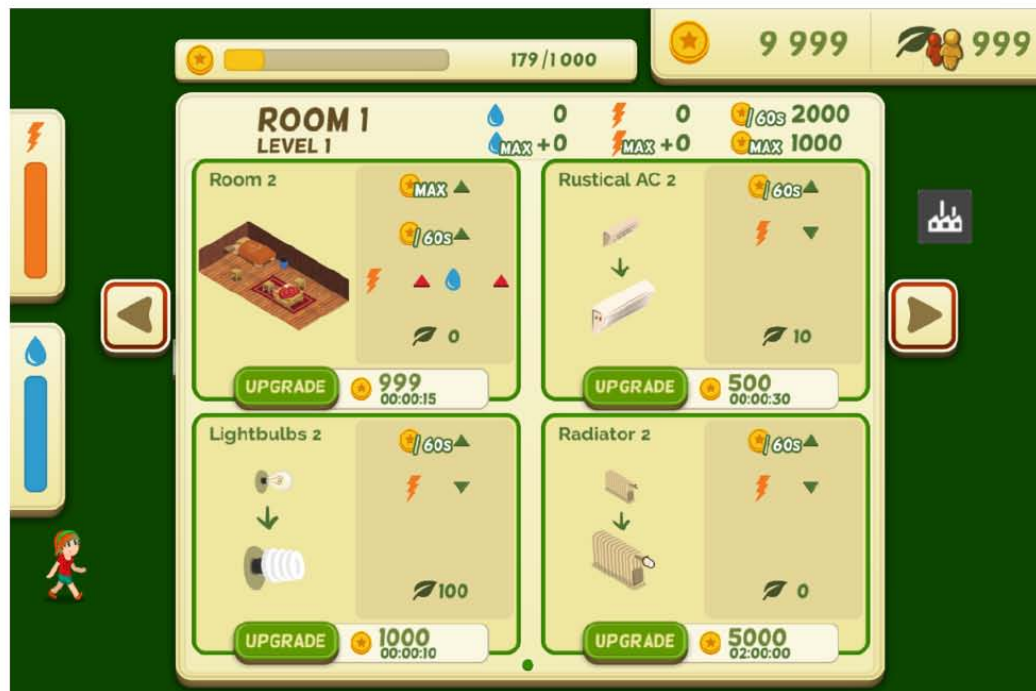 179/1000
9 999
999
ROOM 1
LEVEL 1
0
0
/60s 2000
MAX +0
MAX +0
MAX 1000
Room 2
MAX
/60s
0
UPGRADE
999
00:00:15
Rustical AC 2
/60s
10
UPGRADE
500
00:00:30
Lightbulbs 2
/60s
100
UPGRADE
1000
00:00:10
Radiator 2
/60s
0
UPGRADE
5000
02:00:00